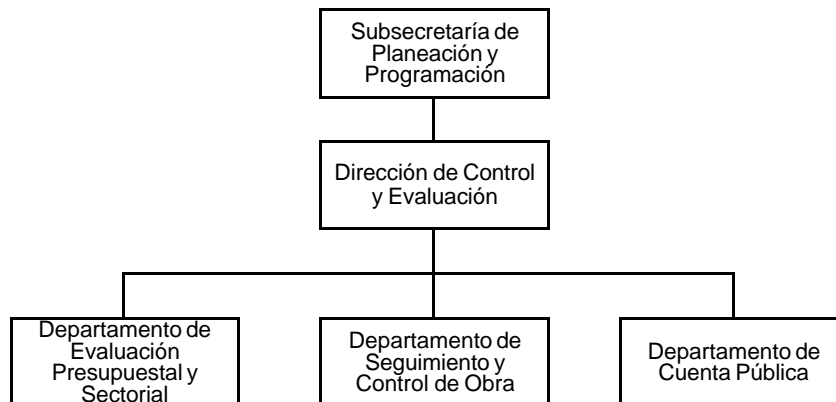 Subsecretaría de
Planeación y
Programación
Dirección de Control
y Evaluación
Departamento de
Evaluación
Presupuestal y
Sectorial
Departamento de
Seguimiento y
Control de Obra
Departamento de
Cuenta Pública